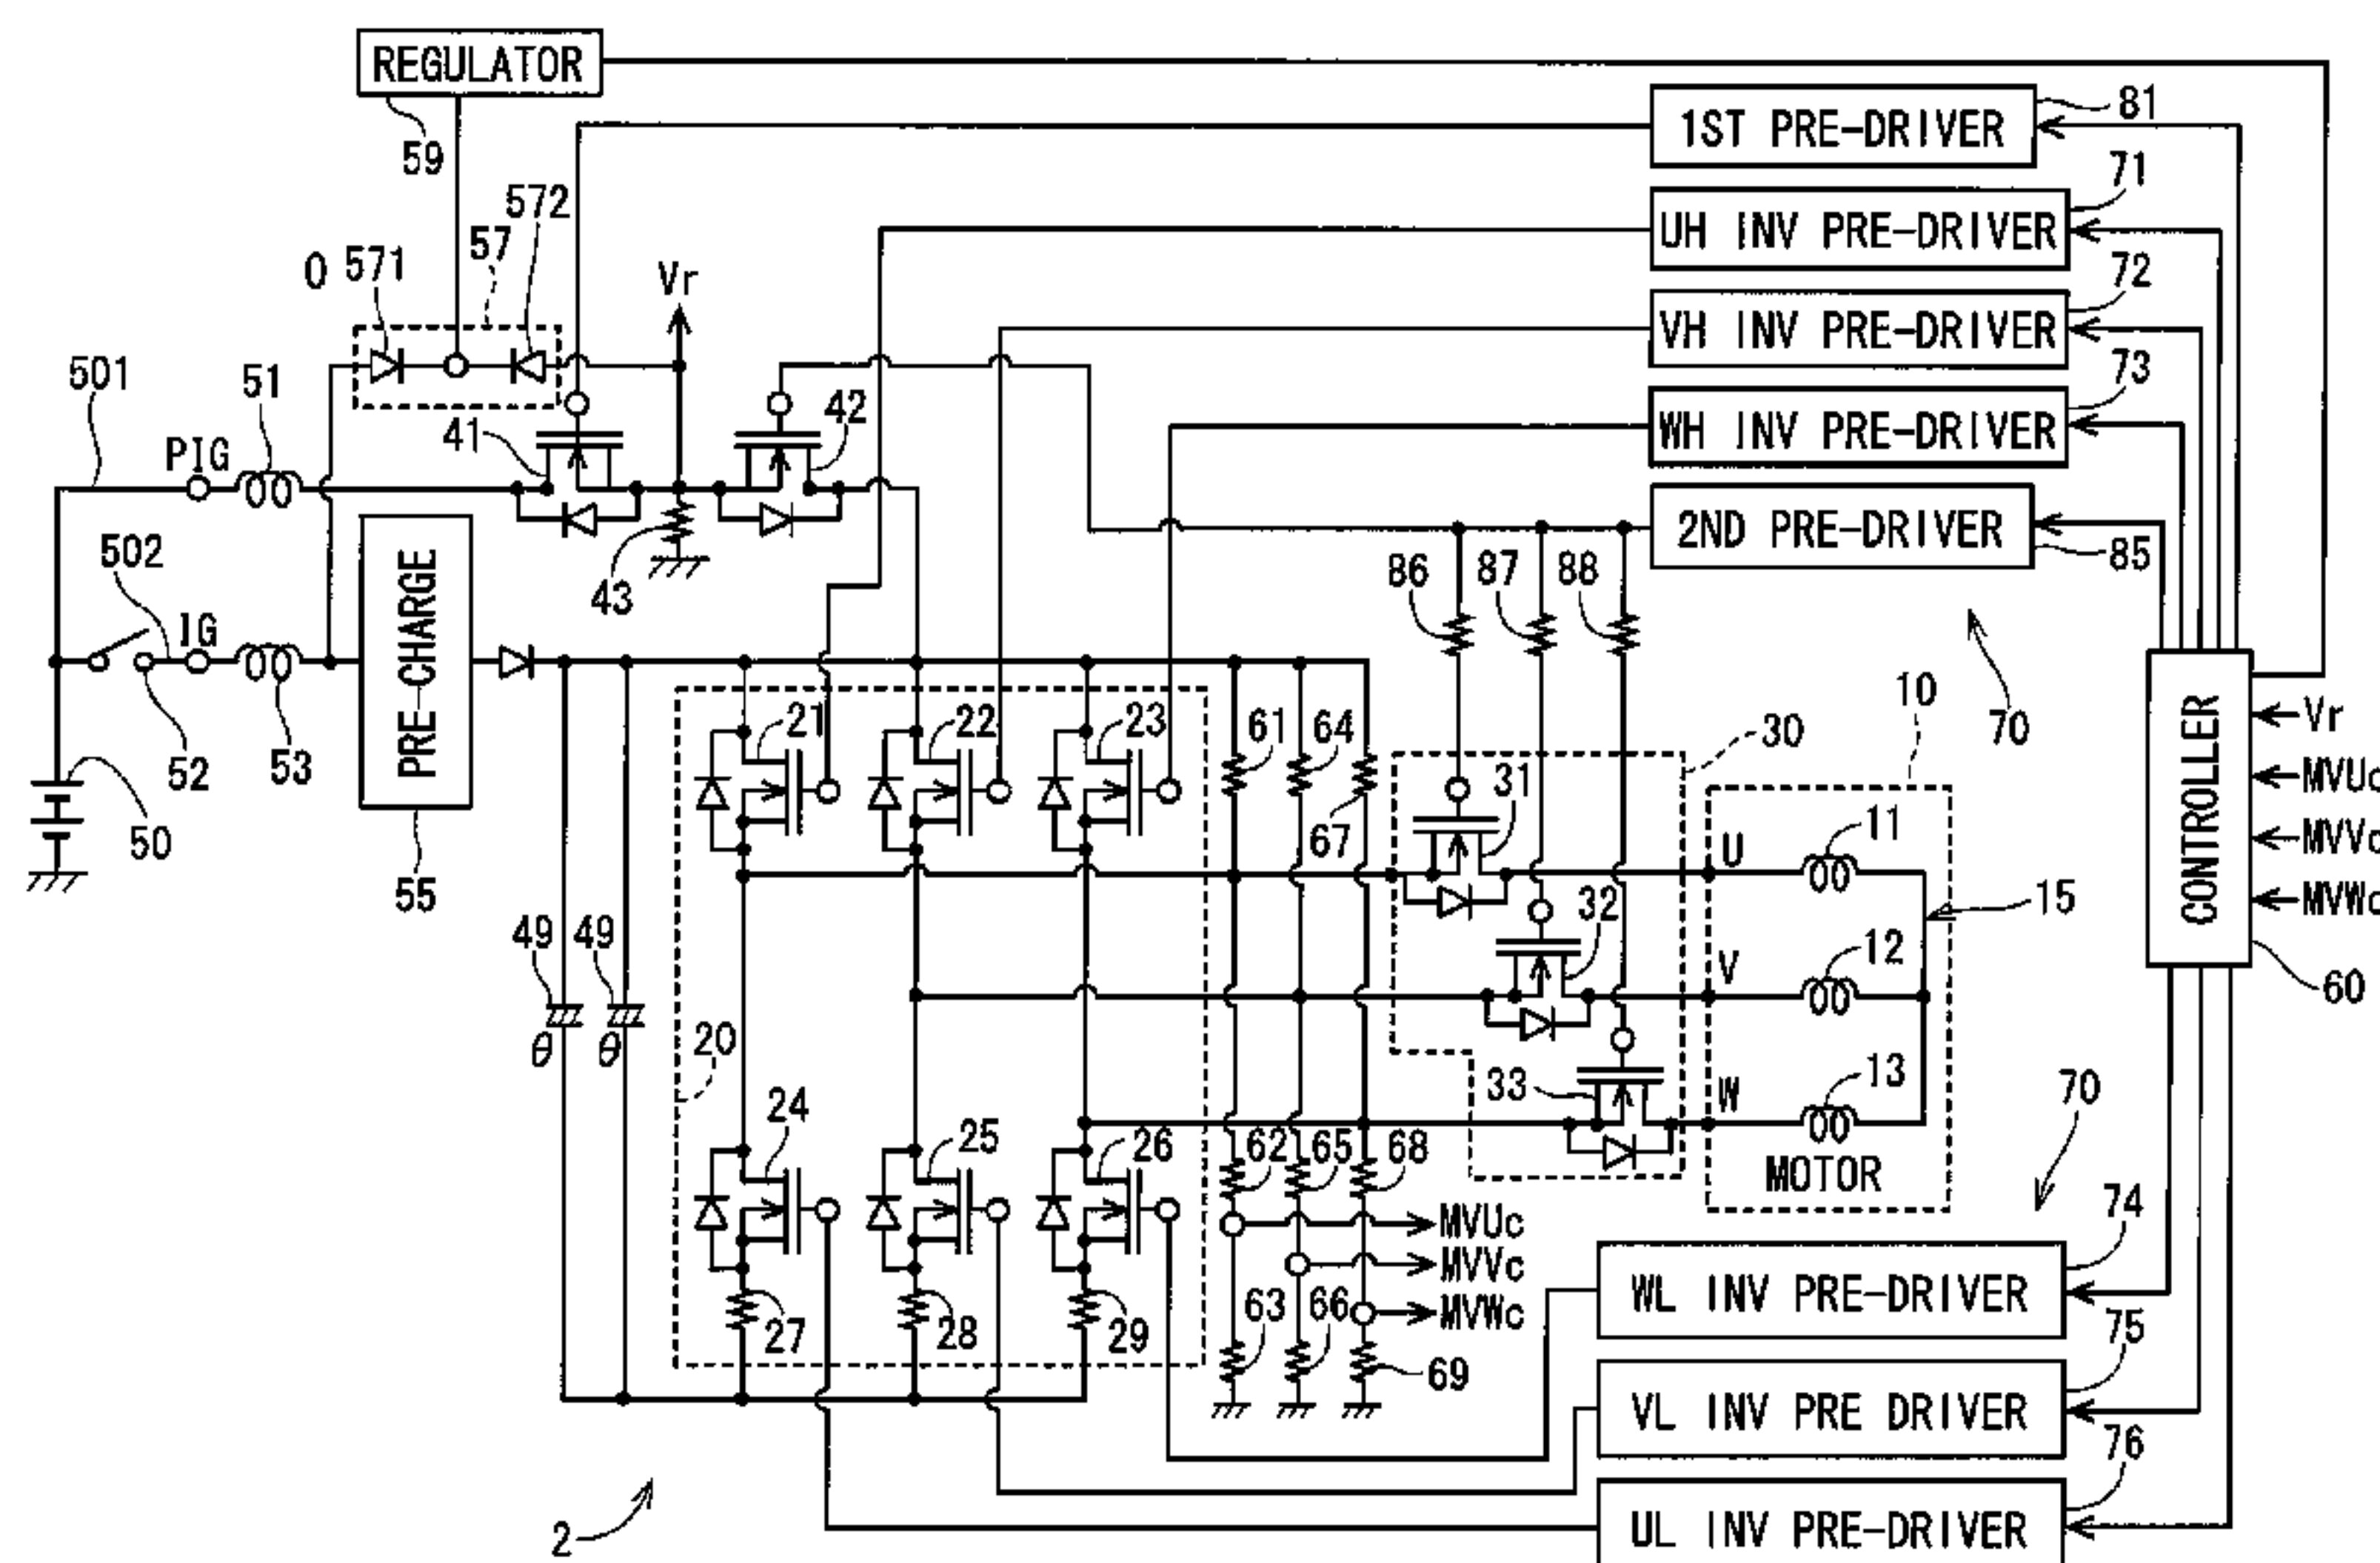 REGULATOR
59
1ST PRE-DRIVER
81
71
UH INV PRE-DRIVER
572
57
0
571
Vr
72
VH INV PRE-DRIVER
73
WH INV PRE-DRIVER
501
51
PIG
41
42
2ND PRE-DRIVER
85
502
IG
43
86
87
88
52
53
PRE-CHARGE
55
50
21
22
23
61
64
67
30
70
10
CONTROLLER
Vr
MVUc
MVVc
MVWc
60
31
32
33
U
V
W
11
12
13
15
MOTOR
49
49
θ
θ
20
24
25
26
27
28
29
62
65
68
MVUc
MVVc
MVWc
63
66
69
70
74
WL INV PRE-DRIVER
75
VL INV PRE DRIVER
76
UL INV PRE-DRIVER
2